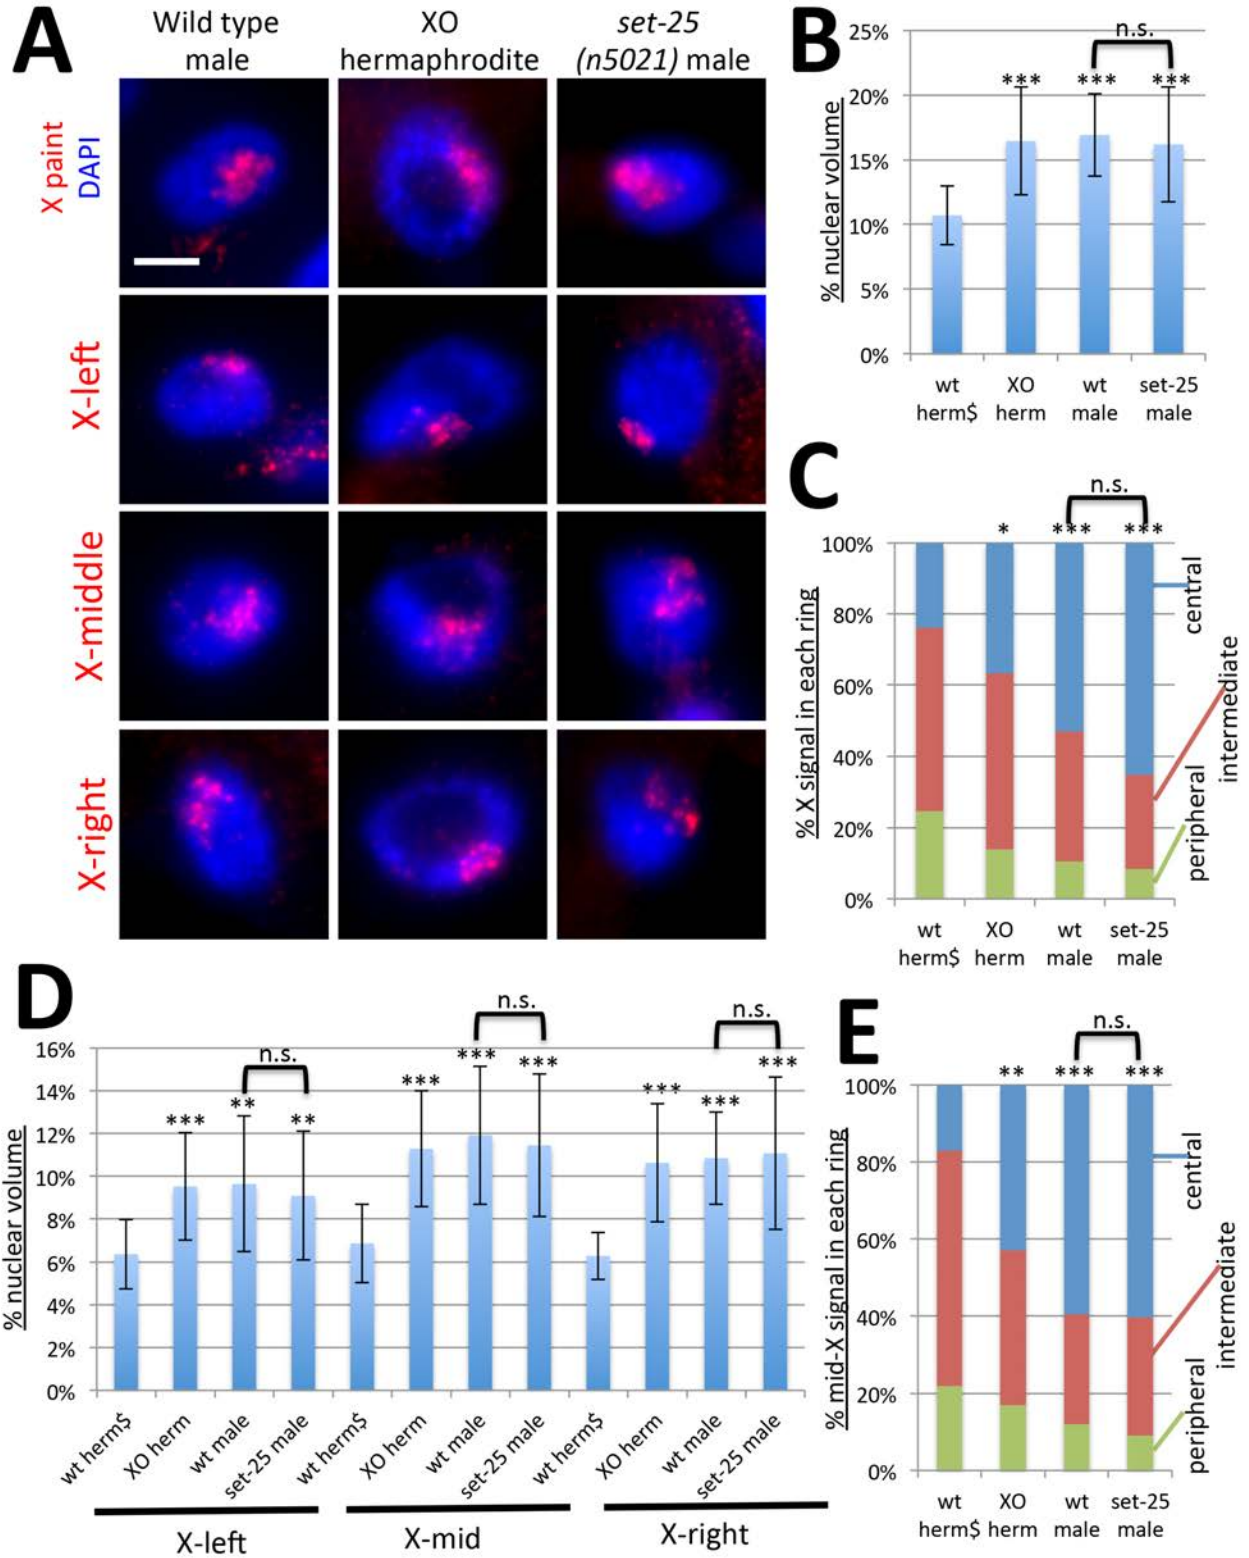 A
Wild type
male
XO
hermaphrodite
set-25
(n5021) male
X paint
DAPI
X-left
X-middle
X-right
B
n.s.
*** *** ***
% nuclear volume
25%
20%
15%
10%
5%
0%
wt
herm$
XO
herm
wt
male
set-25
male
C
n.s.
* *** ***
% X signal in each ring
100%
80%
60%
40%
20%
0%
central
intermediate
peripheral
wt
herm$
XO
herm
wt
male
set-25
male
D
n.s.
n.s.
n.s.
*** ** ** *** *** *** *** *** ***
% nuclear volume
16%
14%
12%
10%
8%
6%
4%
2%
0%
wt herm$
XO herm
wt male
set-25 male
wt herm$
XO herm
wt male
set-25 male
wt herm$
XO herm
wt male
set-25 male
X-left
X-mid
X-right
E
n.s.
** *** ***
% mid-X signal in each ring
100%
80%
60%
40%
20%
0%
central
intermediate
peripheral
wt
herm$
XO
herm
wt
male
set-25
male